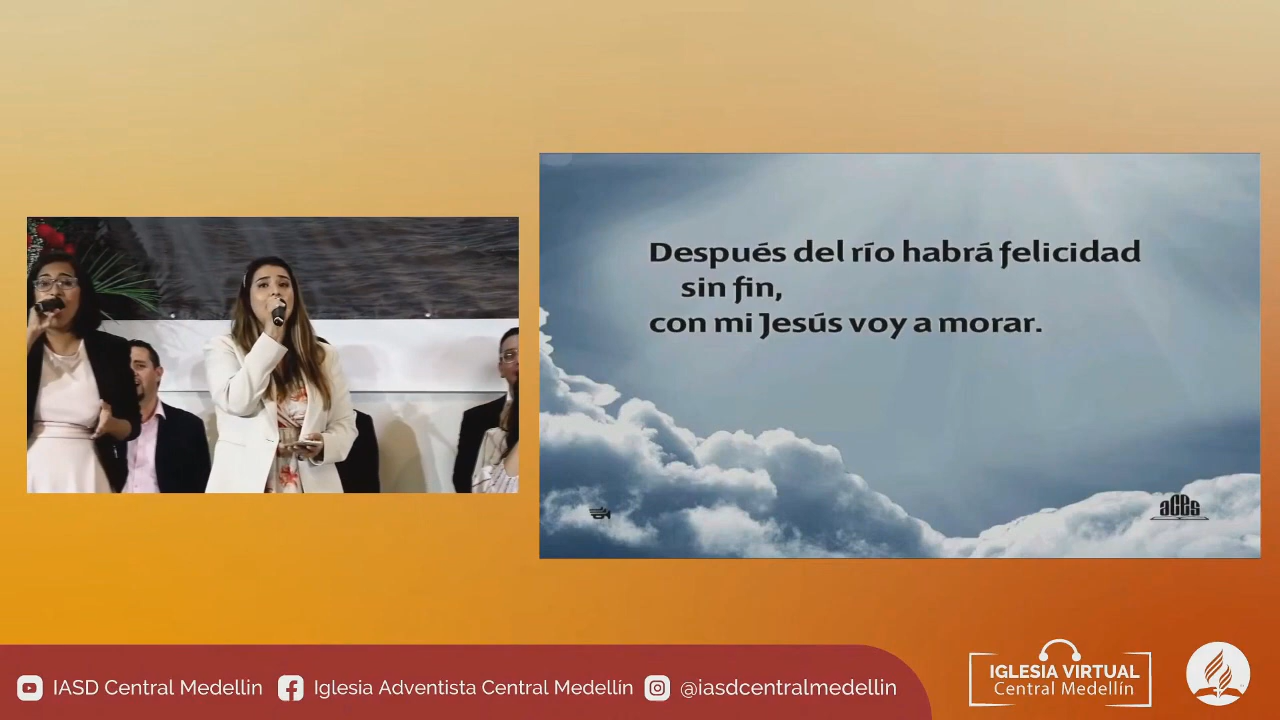 Después del río habrá felicidad
sin fin,
con mi Jesús voy a morar.
aces
IASD Central Medellin
Iglesia Adventista Central Medellín
@iasdcentralmedellin
IGLESIA VIRTUAL
Central Medellín